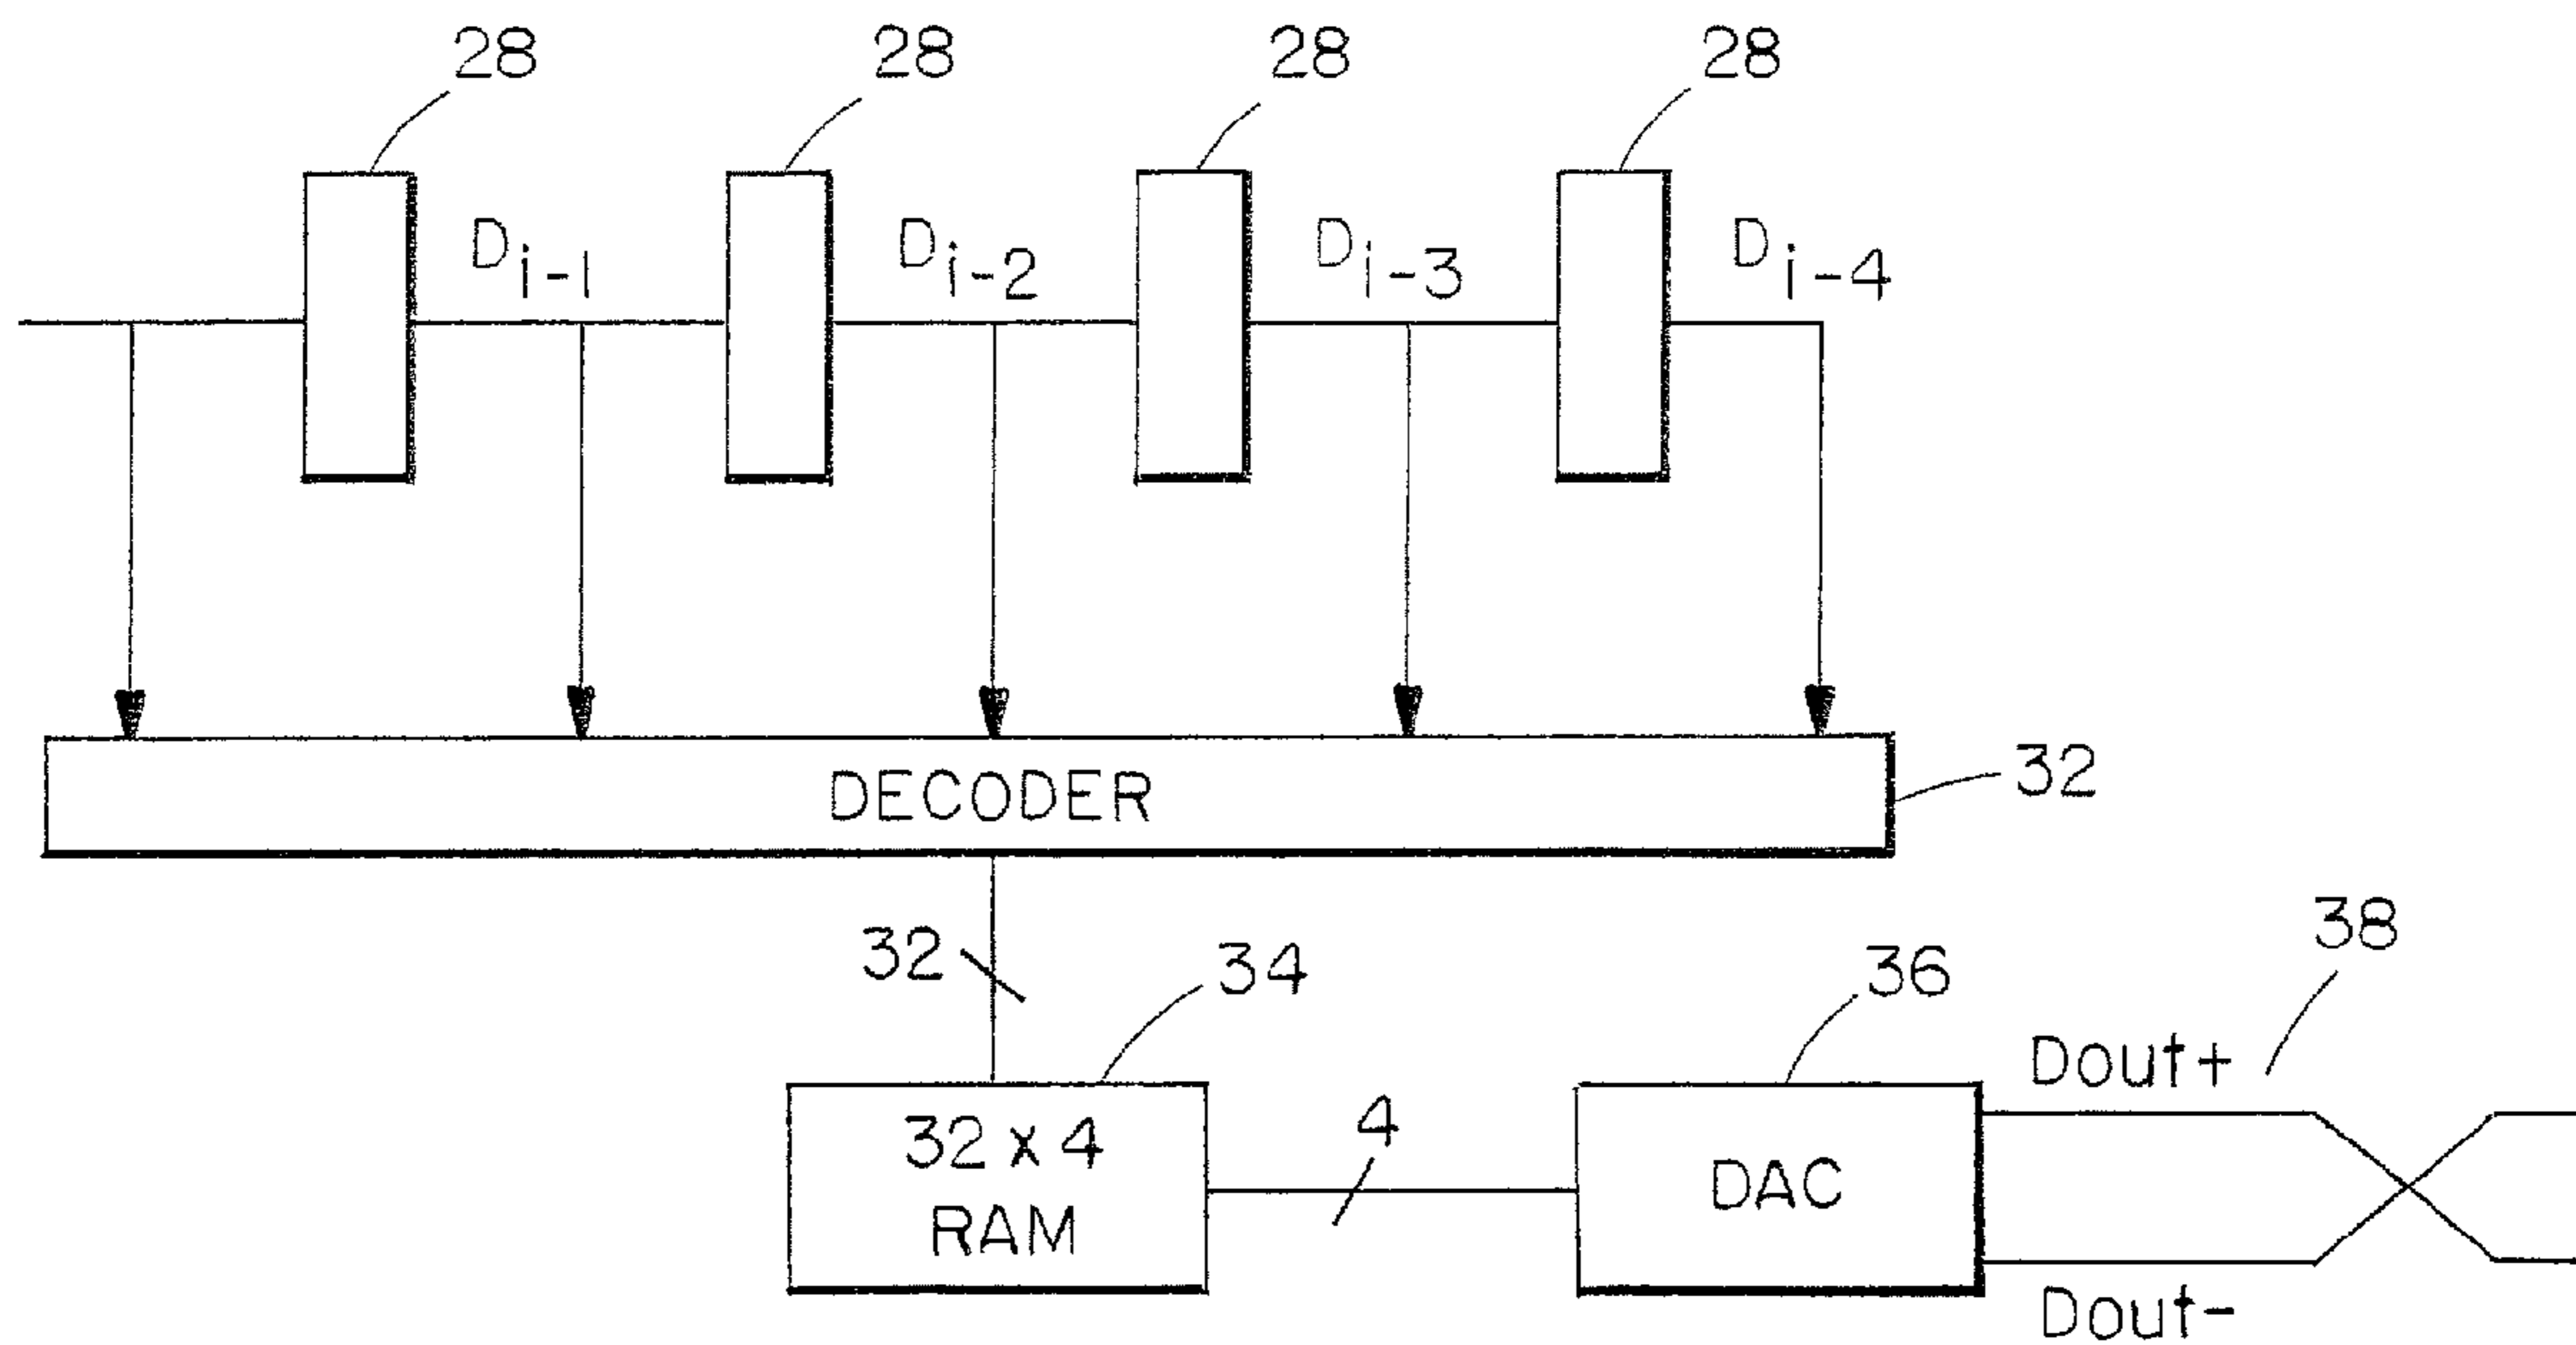 28 28 28 28
Di-1 Di-2 Di-3 Di-4
DECODER
32
32
34
36
38
32 x 4
RAM
4
DAC
Dout+
Dout-